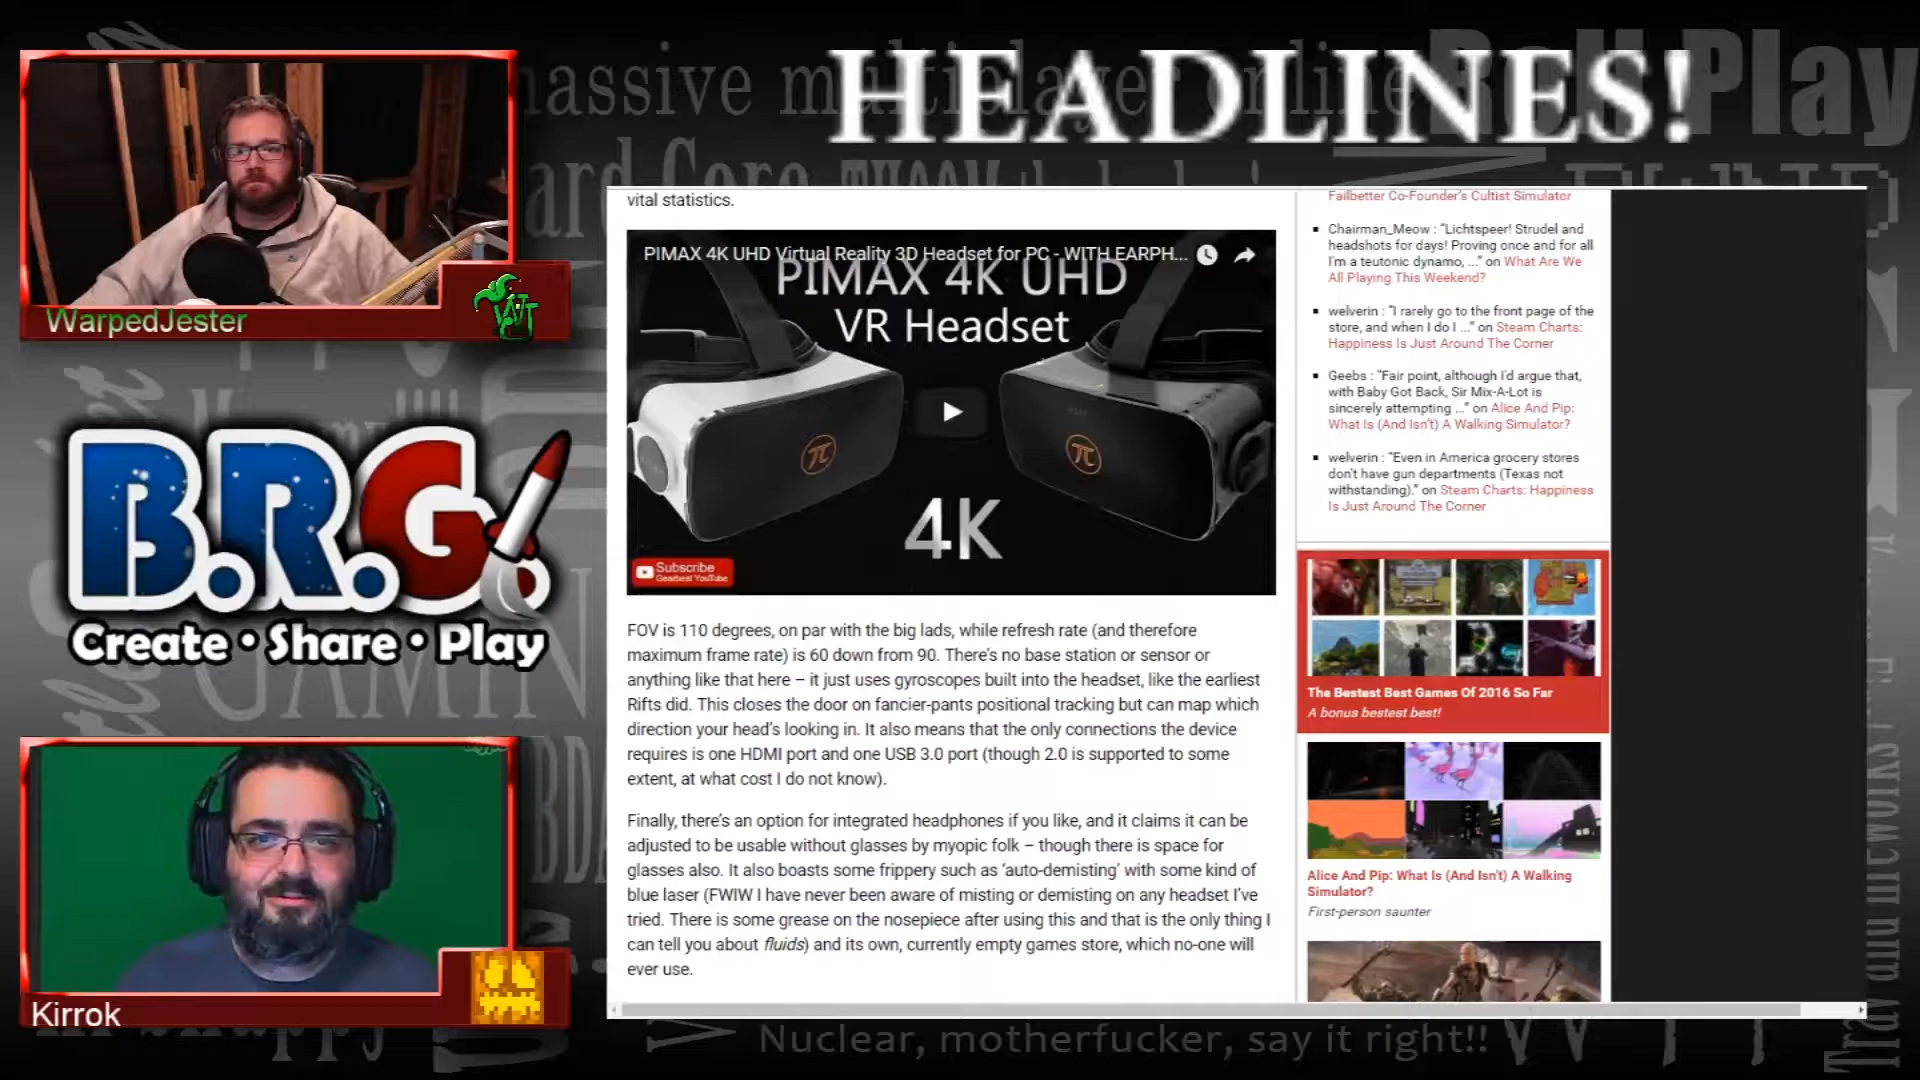 HEADLINES!
massive multiplayer online
Roll Play
WarpedJester
B.R.G.
Create • Share • Play
Kirrok
vital statistics.
PIMAX 4K UHD Virtual Reality 3D Headset for PC - WITH EARPH...
PIMAX 4K UHD
VR Headset
4K
Subscribe
Gearbest YouTube
FOV is 110 degrees, on par with the big lads, while refresh rate (and therefore
maximum frame rate) is 60 down from 90. There's no base station or sensor or
anything like that here – it just uses gyroscopes built into the headset, like the earliest
Rifts did. This closes the door on fancier-pants positional tracking but can map which
direction your head's looking in. It also means that the only connections the device
requires is one HDMI port and one USB 3.0 port (though 2.0 is supported to some
extent, at what cost I do not know).
Finally, there's an option for integrated headphones if you like, and it claims it can be
adjusted to be usable without glasses by myopic folk – though there is space for
glasses also. It also boasts some frippery such as 'auto-demisting' with some kind of
blue laser (FWIW I have never been aware of misting or demisting on any headset I've
tried. There is some grease on the nosepiece after using this and that is the only thing I
can tell you about fluids) and its own, currently empty games store, which no-one will
ever use.
Failbetter Co-Founder's Cultist Simulator
Chairman_Meow : "Lichtspeer! Strudel and
headshots for days! Proving once and for all
I'm a teutonic dynamo, ..." on What Are We
All Playing This Weekend?
welverin : "I rarely go to the front page of the
store, and when I do I ..." on Steam Charts:
Happiness Is Just Around The Corner
Geebs : "Fair point, although I'd argue that,
with Baby Got Back, Sir Mix-A-Lot is
sincerely attempting ..." on Alice And Pip:
What Is (And Isn't) A Walking Simulator?
welverin : "Even in America grocery stores
don't have gun departments (Texas not
withstanding)." on Steam Charts: Happiness
Is Just Around The Corner
The Bestest Best Games Of 2016 So Far
A bonus bestest best!
Alice And Pip: What Is (And Isn't) A Walking
Simulator?
First-person saunter
Nuclear, motherfucker, say it right!!